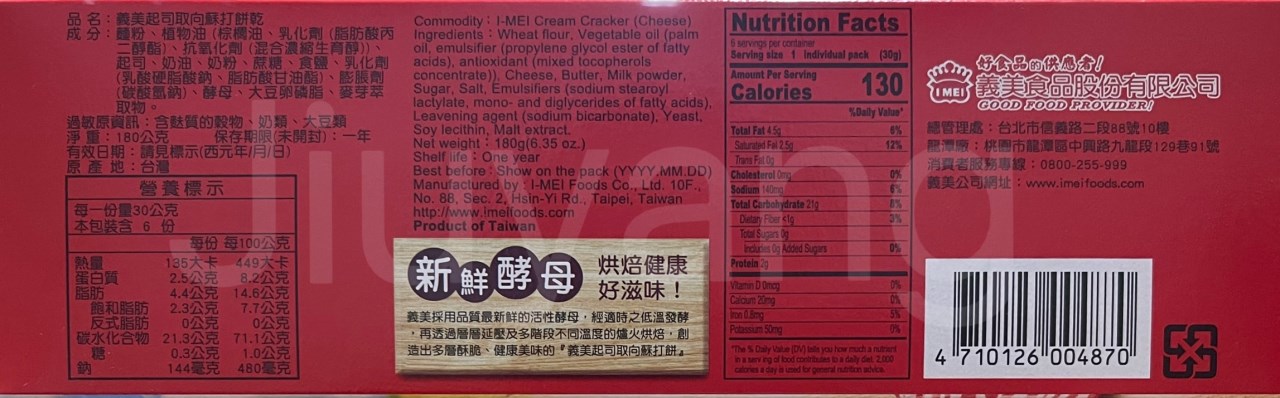 品 名：義美起司取向蘇打餅乾
成 分：麵粉、植物油（棕櫚油、乳化劑（脂肪酸丙
二醇酯）、抗氧化劑（混合濃縮生育醇））、
起司、奶油、奶粉、蔗糖、食鹽、乳化劑
（乳酸硬脂酸鈉、脂肪酸甘油酯）、膨脹劑
（碳酸氫鈉）、酵母、大豆卵磷脂、麥芽萃
取物。
過敏原資訊：含麩質的穀物、奶類、大豆類
淨 重：180公克 保存期限(未開封)：一年
有效日期：請見標示(西元年/月/日)
原 產 地：台灣
營 養 標 示
每一份量30公克
本包裝含 6 份
每份 每100公克
熱量 135大卡 449大卡
蛋白質 2.5公克 8.2公克
脂肪 4.4公克 14.6公克
飽和脂肪 2.3公克 7.7公克
反式脂肪 0公克 0公克
碳水化合物 21.3公克 71.1公克
糖 0.3公克 1.0公克
鈉 144毫克 480毫克
Commodity：I-MEI Cream Cracker (Cheese)
Ingredients：Wheat flour, Vegetable oil (palm
oil, emulsifier (propylene glycol ester of fatty
acids), antioxidant (mixed tocopherols
concentrate)), Cheese, Butter, Milk powder,
Sugar, Salt, Emulsifiers (sodium stearoyl
lactylate, mono- and diglycerides of fatty acids),
Leavening agent (sodium bicarbonate), Yeast,
Soy lecithin, Malt extract.
Net weight：180g(6.35 oz.)
Shelf life：One year
Best before：Show on the pack (YYYY.MM.DD)
Manufactured by：I-MEI Foods Co., Ltd. 10F.,
No. 88, Sec. 2, Hsin-Yi Rd., Taipei, Taiwan
http://www.imeifoods.com
Product of Taiwan
新鮮酵母 烘焙健康
好滋味！
義美採用品質最新鮮的活性酵母，經適時之低溫發酵
，再透過層層延壓及多階段不同溫度的爐火烘焙，創
造出多層酥脆、健康美味的『義美起司取向蘇打餅』。
Nutrition Facts
6 servings per container
Serving size 1 Individual pack (30g)
Amount Per Serving
Calories 130
%Daily Value*
Total Fat 4.5g 6%
Saturated Fat 2.5g 12%
Trans Fat 0g
Cholesterol 0mg 0%
Sodium 140mg 6%
Total Carbohydrate 21g 8%
Dietary Fiber <1g 3%
Total Sugars 0g
Includes 0g Added Sugars 0%
Protein 2g
Vitamin D 0mcg 0%
Calcium 20mg 0%
Iron 0.8mg 5%
Potassium 50mg 0%
*The % Daily Value (DV) tells you how much a nutrient
in a serving of food contributes to a daily diet. 2,000
calories a day is used for general nutrition advice.
好食品的供應者！
I MEI 義美食品股份有限公司
GOOD FOOD PROVIDER!
總管理處：台北市信義路二段88號10樓
龍潭廠：桃園市龍潭區中興路九龍段129巷91號
消費者服務專線：0800-255-999
義美公司網址：www.imeifoods.com
4 710126 004870
Jiuyang